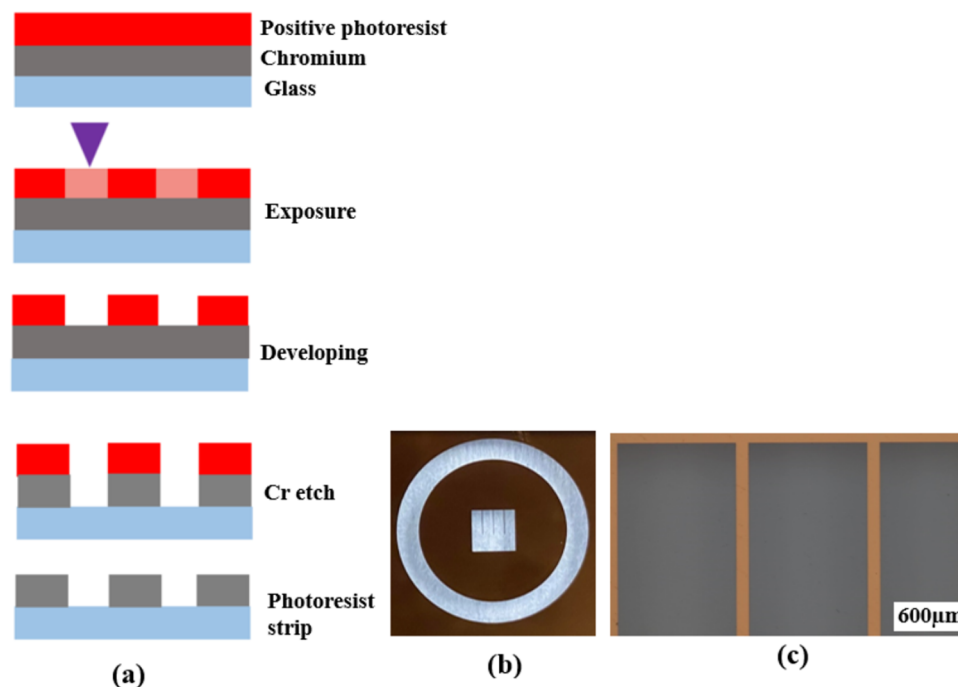 Positive photoresist
Chromium
Glass
Exposure
Developing
Cr etch
Photoresist
strip
600μm
(a)
(b)
(c)